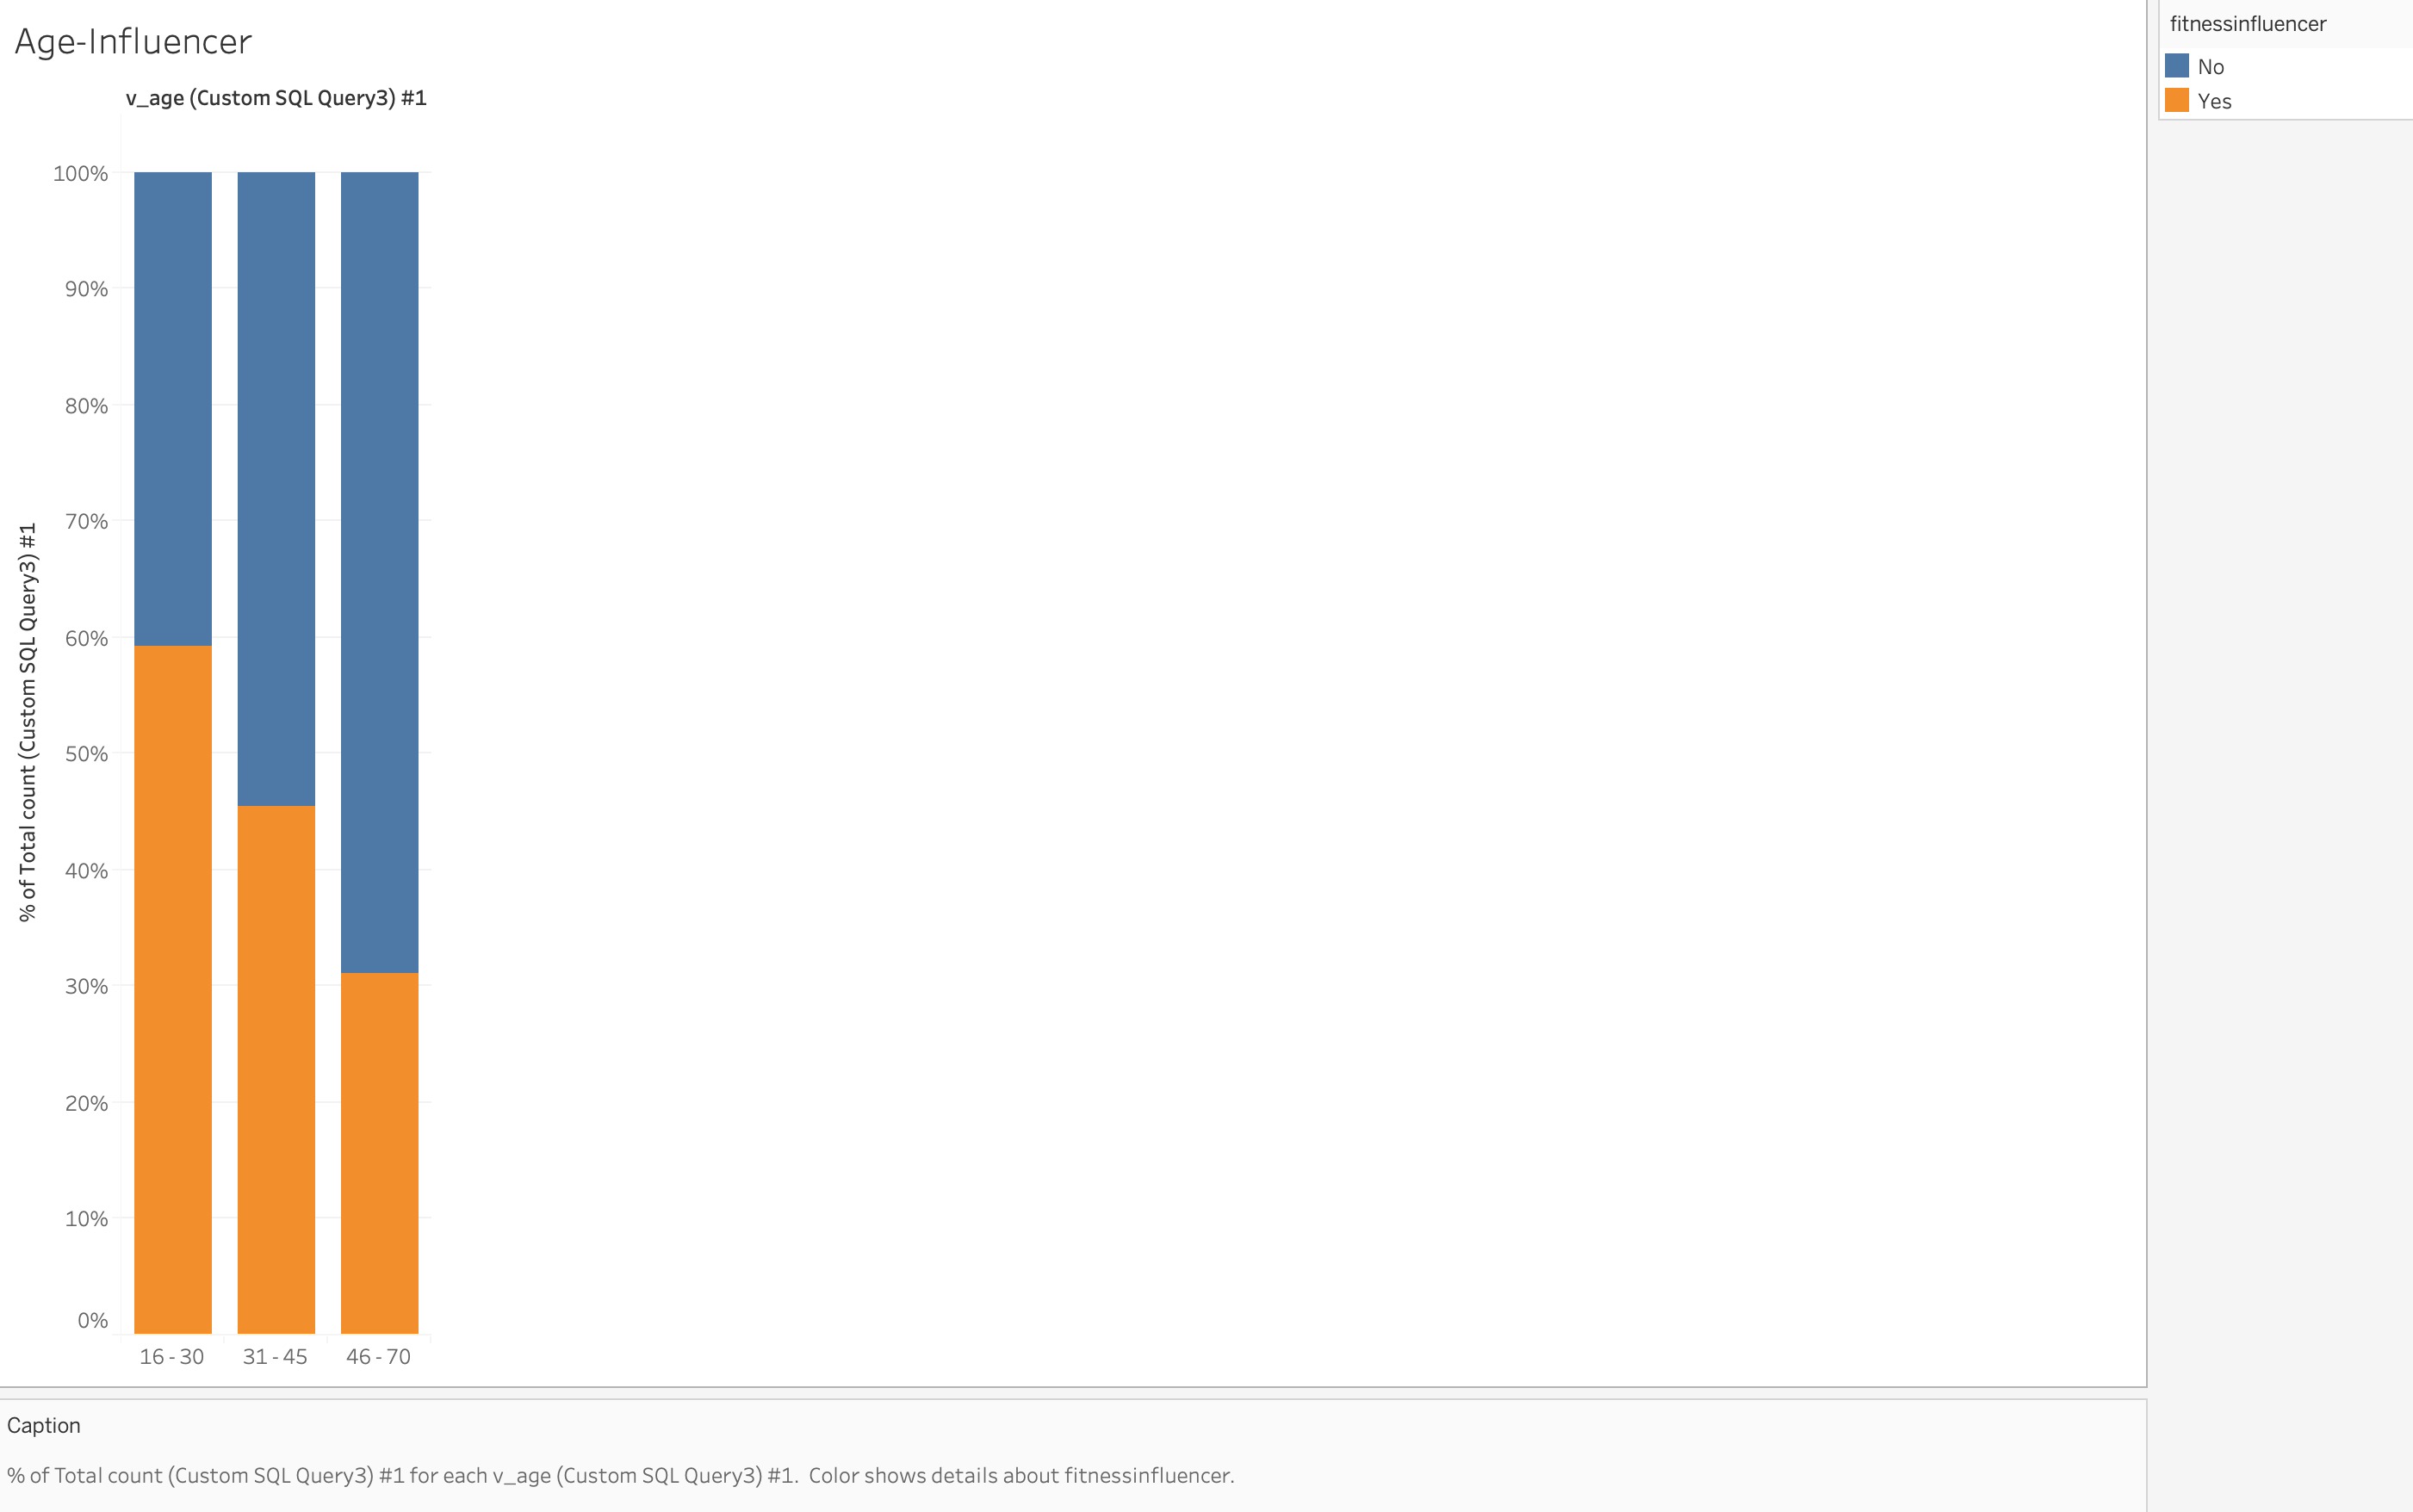 Age-Influencer
v_age (Custom SQL Query3) #1
100%
90%
80%
70%
60%
50%
40%
30%
20%
10%
0%
% of Total count (Custom SQL Query3) #1
16 - 30 31 - 45 46 - 70
fitnessinfluencer
No
Yes
Caption
% of Total count (Custom SQL Query3) #1 for each v_age (Custom SQL Query3) #1.  Color shows details about fitnessinfluencer.